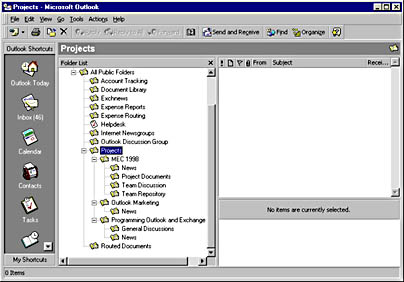 Projects - Microsoft Outlook
File Edit View Go Tools Actions Help
New Reply Reply to All Forward Send and Receive Find Organize
Outlook Shortcuts
Projects
Outlook Today
Inbox (46)
Calendar
Contacts
Tasks
My Shortcuts
Folder List
All Public Folders
Account Tracking
Document Library
Exchnews
Expense Reports
Expense Routing
Helpdesk
Internet Newsgroups
Outlook Discussion Group
Projects
MEC 1998
News
Project Documents
Team Discussion
Team Repository
Outlook Marketing
News
Programming Outlook and Exchange
General Discussions
News
Routed Documents
From Subject Recei...
No items are currently selected.
0 Items